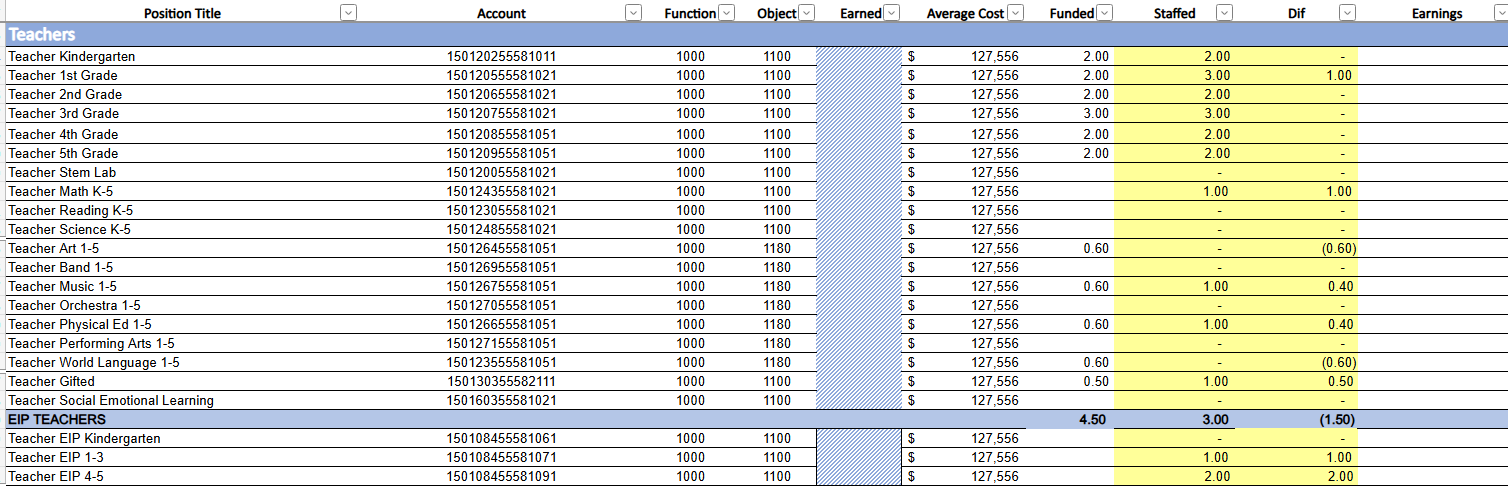 Position Title Account Function Object Earned Average Cost Funded Staffed Dif Earnings
Teachers
Teacher Kindergarten 150120255581011 1000 1100 $ 127,556 2.00 2.00 -
Teacher 1st Grade 150120555581021 1000 1100 $ 127,556 2.00 3.00 1.00
Teacher 2nd Grade 150120655581021 1000 1100 $ 127,556 2.00 2.00 -
Teacher 3rd Grade 150120755581021 1000 1100 $ 127,556 3.00 3.00 -
Teacher 4th Grade 150120855581051 1000 1100 $ 127,556 2.00 2.00 -
Teacher 5th Grade 150120955581051 1000 1100 $ 127,556 2.00 2.00 -
Teacher Stem Lab 150120055581021 1000 1100 $ 127,556 - -
Teacher Math K-5 150124355581021 1000 1100 $ 127,556 1.00 1.00
Teacher Reading K-5 150123055581021 1000 1100 $ 127,556 - -
Teacher Science K-5 150124855581021 1000 1100 $ 127,556 - -
Teacher Art 1-5 150126455581051 1000 1180 $ 127,556 0.60 - (0.60)
Teacher Band 1-5 150126955581051 1000 1180 $ 127,556 - -
Teacher Music 1-5 150126755581051 1000 1180 $ 127,556 0.60 1.00 0.40
Teacher Orchestra 1-5 150127055581051 1000 1180 $ 127,556 - -
Teacher Physical Ed 1-5 150126655581051 1000 1180 $ 127,556 0.60 1.00 0.40
Teacher Performing Arts 1-5 150127155581051 1000 1180 $ 127,556 - -
Teacher World Language 1-5 150123555581051 1000 1180 $ 127,556 0.60 - (0.60)
Teacher Gifted 150130355582111 1000 1100 $ 127,556 0.50 1.00 0.50
Teacher Social Emotional Learning 150160355581021 1000 1100 $ 127,556 - -
EIP TEACHERS 4.50 3.00 (1.50)
Teacher EIP Kindergarten 150108455581061 1000 1100 $ 127,556 - -
Teacher EIP 1-3 150108455581071 1000 1100 $ 127,556 1.00 1.00
Teacher EIP 4-5 150108455581091 1000 1100 $ 127,556 2.00 2.00